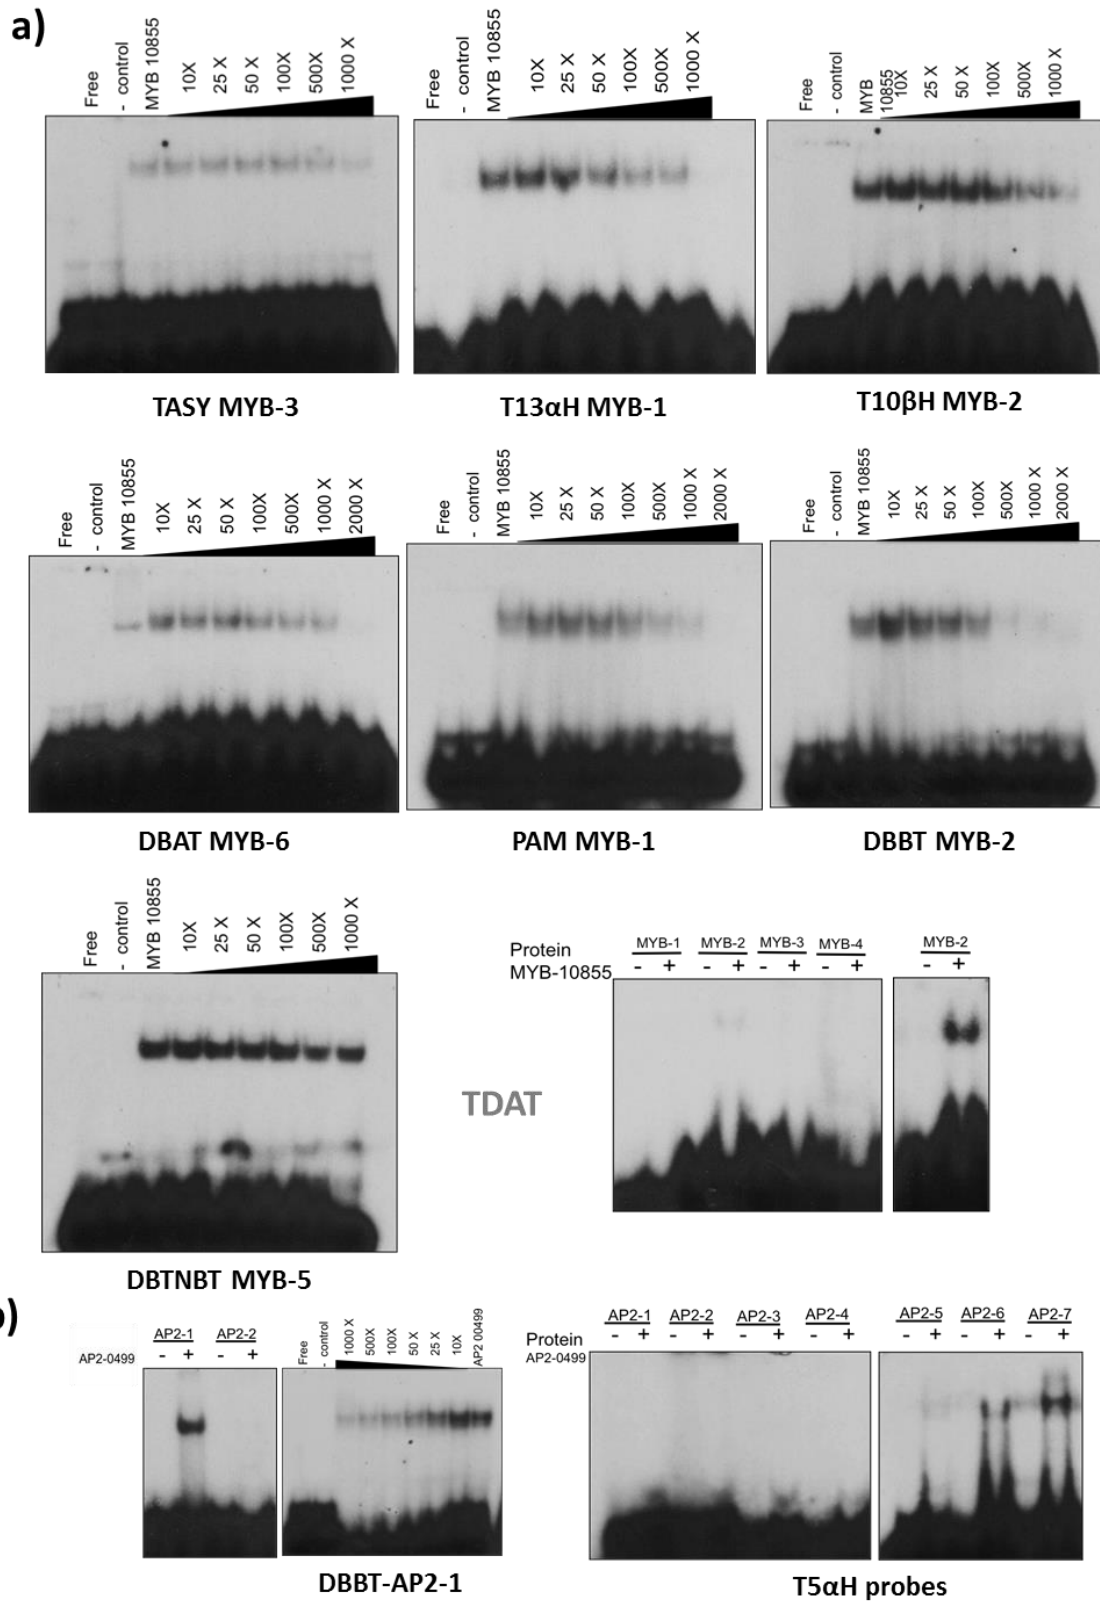 a)
Free
- control
MYB 10855
10X
25 X
50 X
100X
500X
1000 X
TASY MYB-3
Free
- control
MYB 10855
10X
25 X
50 X
100X
500X
1000 X
T13αH MYB-1
Free
- control
MYB
10855
10X
25 X
50 X
100X
500X
1000 X
T10βH MYB-2
Free
- control
MYB 10855
10X
25 X
50 X
100X
500X
1000 X
2000 X
DBAT MYB-6
Free
- control
MYB 10855
10X
25 X
50 X
100X
500X
1000 X
2000 X
PAM MYB-1
Free
- control
MYB 10855
10X
25 X
50 X
100X
500X
1000 X
2000 X
DBBT MYB-2
Free
- control
MYB 10855
10X
25 X
50 X
100X
500X
1000 X
DBTNBT MYB-5
TDAT
Protein MYB-1 MYB-2 MYB-3 MYB-4
MYB-10855 - + - + - + - +
MYB-2
- +
)
AP2-1 AP2-2
AP2-0499 - + - +
Free
- control
1000 X
500X
100X
50 X
25 X
10X
AP2 00499
DBBT-AP2-1
AP2-1 AP2-2 AP2-3 AP2-4
Protein - + - + - + - +
AP2-0499
AP2-5 AP2-6 AP2-7
- + - + - +
T5αH probes